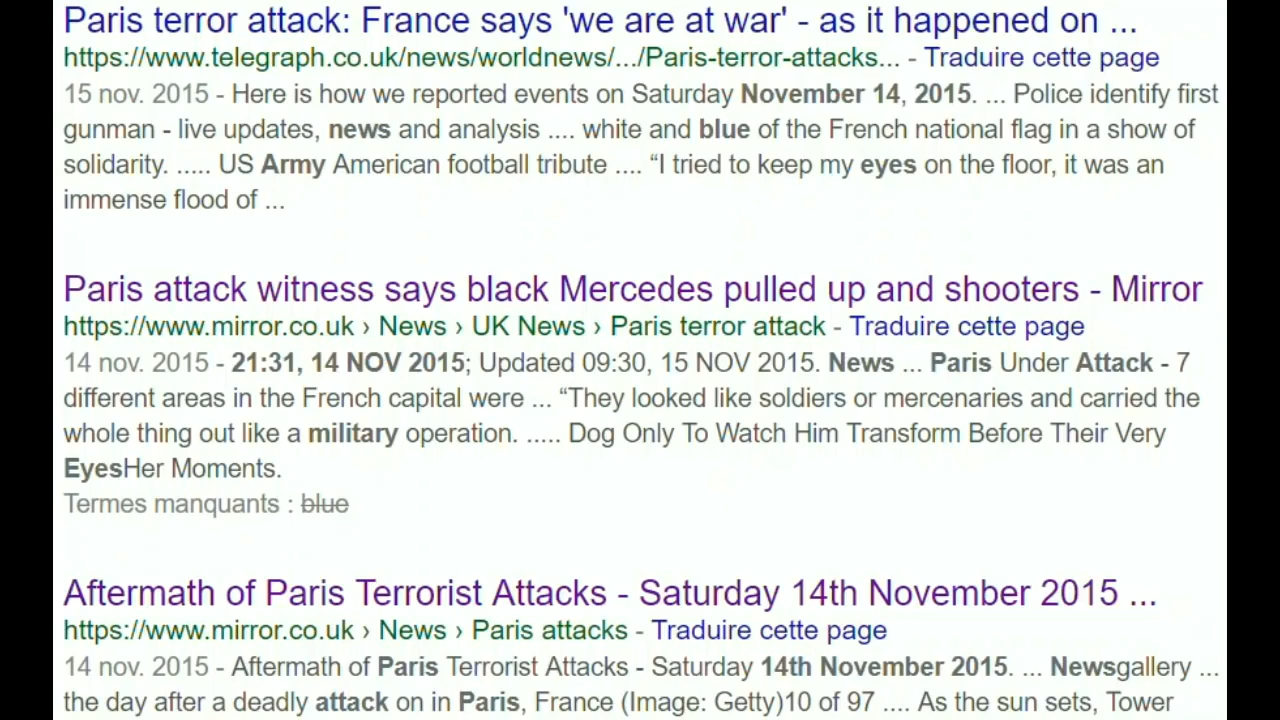 Paris terror attack: France says 'we are at war' - as it happened on ...
https://www.telegraph.co.uk/news/worldnews/.../Paris-terror-attacks... - Traduire cette page
15 nov. 2015 - Here is how we reported events on Saturday November 14, 2015. ... Police identify first
gunman - live updates, news and analysis .... white and blue of the French national flag in a show of
solidarity. ..... US Army American football tribute .... “I tried to keep my eyes on the floor, it was an
immense flood of ...
Paris attack witness says black Mercedes pulled up and shooters - Mirror
https://www.mirror.co.uk › News › UK News › Paris terror attack - Traduire cette page
14 nov. 2015 - 21:31, 14 NOV 2015; Updated 09:30, 15 NOV 2015. News ... Paris Under Attack - 7
different areas in the French capital were ... “They looked like soldiers or mercenaries and carried the
whole thing out like a military operation. ..... Dog Only To Watch Him Transform Before Their Very
EyesHer Moments.
Termes manquants : blue
Aftermath of Paris Terrorist Attacks - Saturday 14th November 2015 ...
https://www.mirror.co.uk › News › Paris attacks - Traduire cette page
14 nov. 2015 - Aftermath of Paris Terrorist Attacks - Saturday 14th November 2015. ... Newsgallery ...
the day after a deadly attack on in Paris, France (Image: Getty)10 of 97 .... As the sun sets, Tower